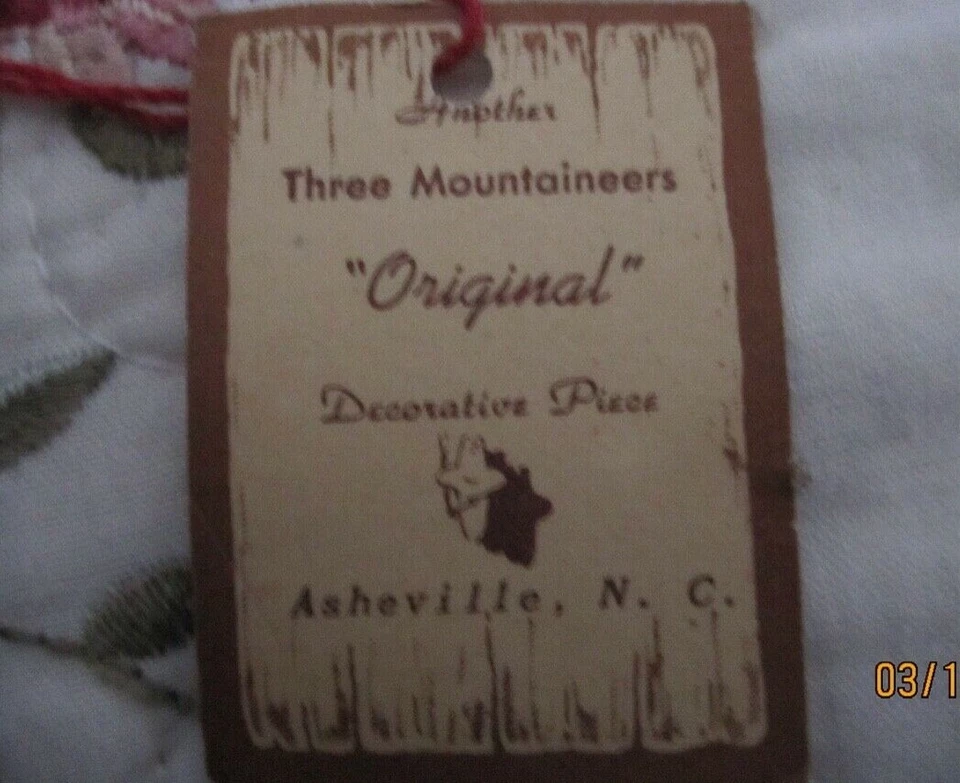 Another
Three Mountaineers
"Original"
Decorative Piece
Asheville, N. C.
03/1